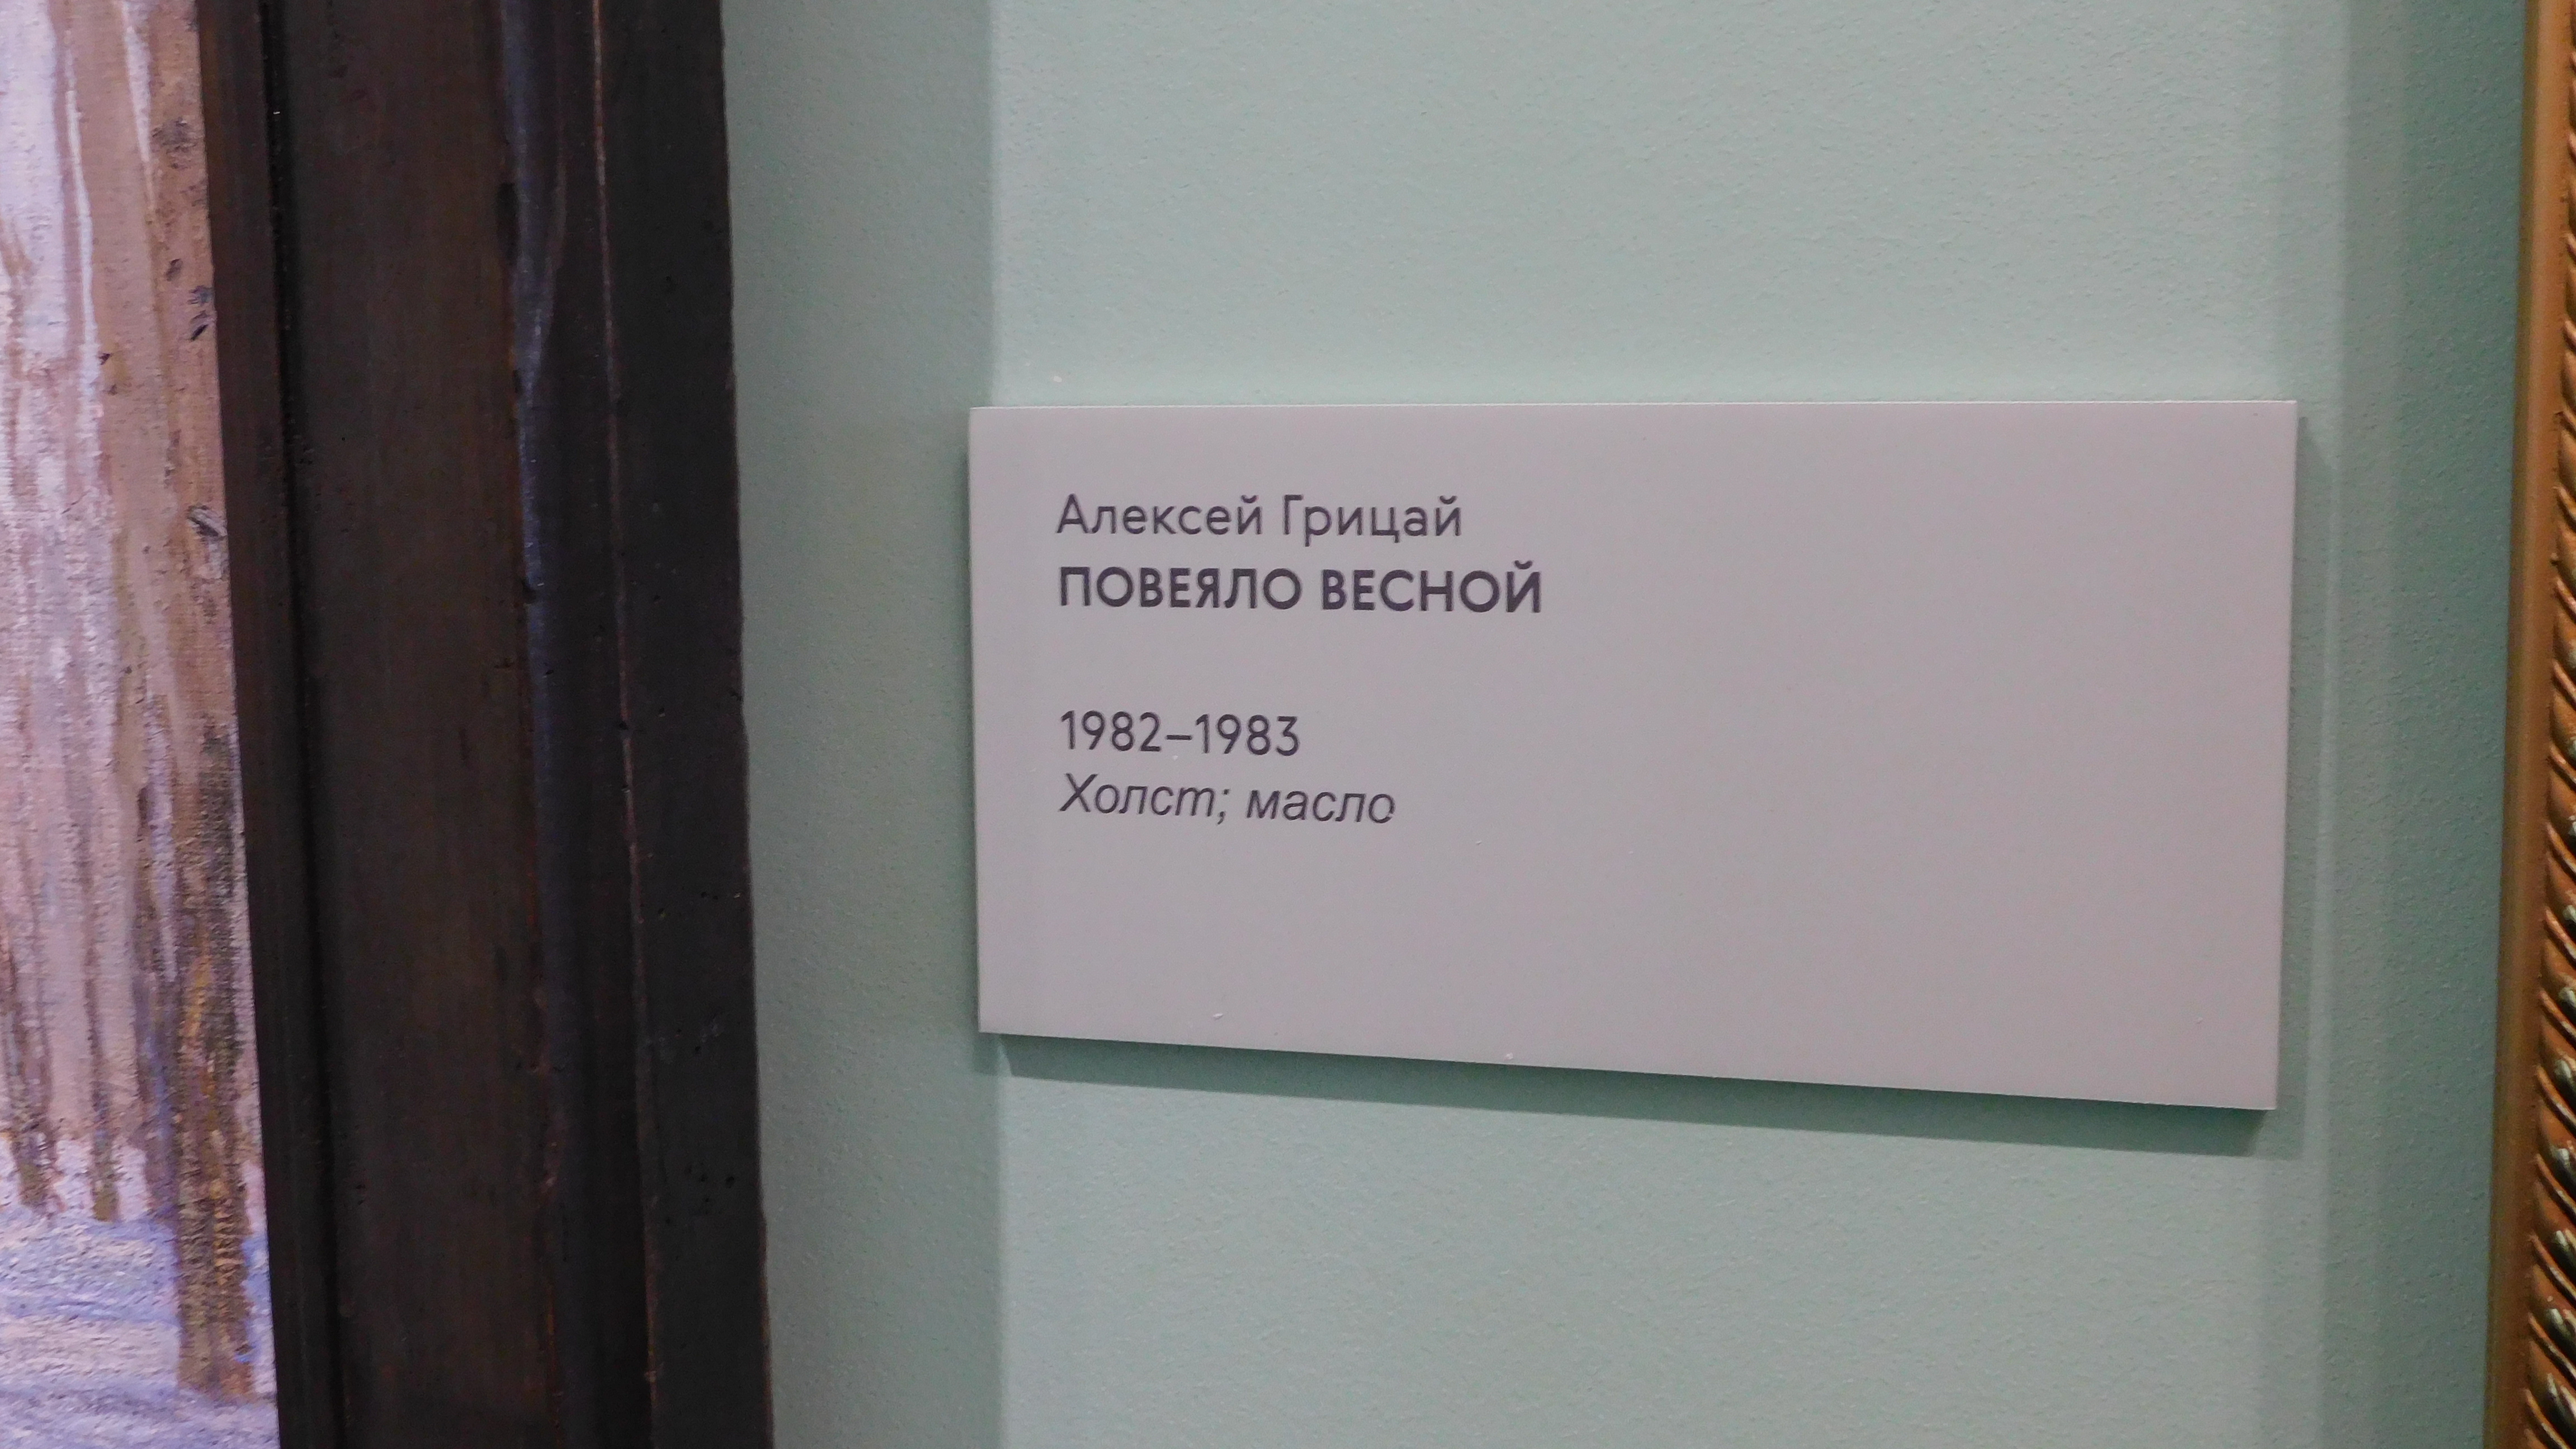 Алексей Грицай
ПОВЕЯЛО ВЕСНОЙ
1982–1983
Холст; масло